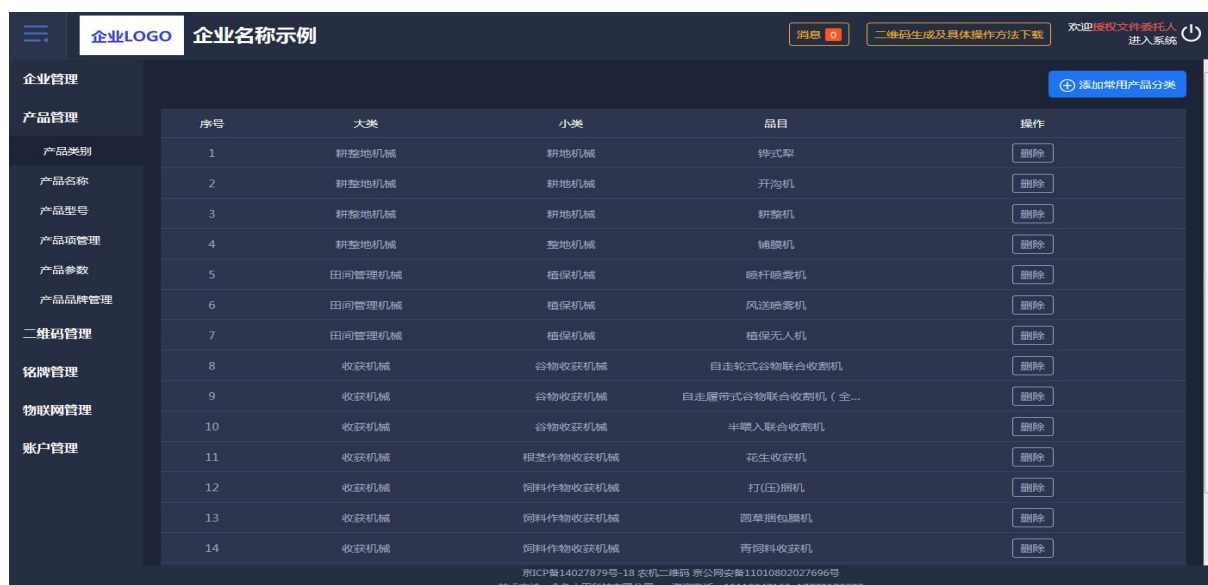 企业LOGO 企业名称示例 消息 0 二维码生成及具体操作方法下载 欢迎授权文件委托人
进入系统
企业管理
添加常用产品分类
产品管理
序号 大类 小类 品目 操作
产品类别
1 耕整地机械 耕地机械 铧式犁 删除
产品名称
2 耕整地机械 耕地机械 开沟机 删除
产品型号
3 耕整地机械 耕地机械 耕整机 删除
产品项管理
4 耕整地机械 整地机械 铺膜机 删除
产品参数
5 田间管理机械 植保机械 喷杆喷雾机 删除
产品品牌管理
6 田间管理机械 植保机械 风送喷雾机 删除
二维码管理
7 田间管理机械 植保机械 植保无人机 删除
铭牌管理
8 收获机械 谷物收获机械 自走轮式谷物联合收割机 删除
物联网管理
9 收获机械 谷物收获机械 自走履带式谷物联合收割机（全... 删除
10 收获机械 谷物收获机械 半喂入联合收割机 删除
账户管理
11 收获机械 根茎作物收获机械 花生收获机 删除
12 收获机械 饲料作物收获机械 打(压)捆机 删除
13 收获机械 饲料作物收获机械 圆草捆包膜机 删除
14 收获机械 饲料作物收获机械 青饲料收获机 删除
京ICP备14027879号-18 农机二维码 京公网安备11010802027696号